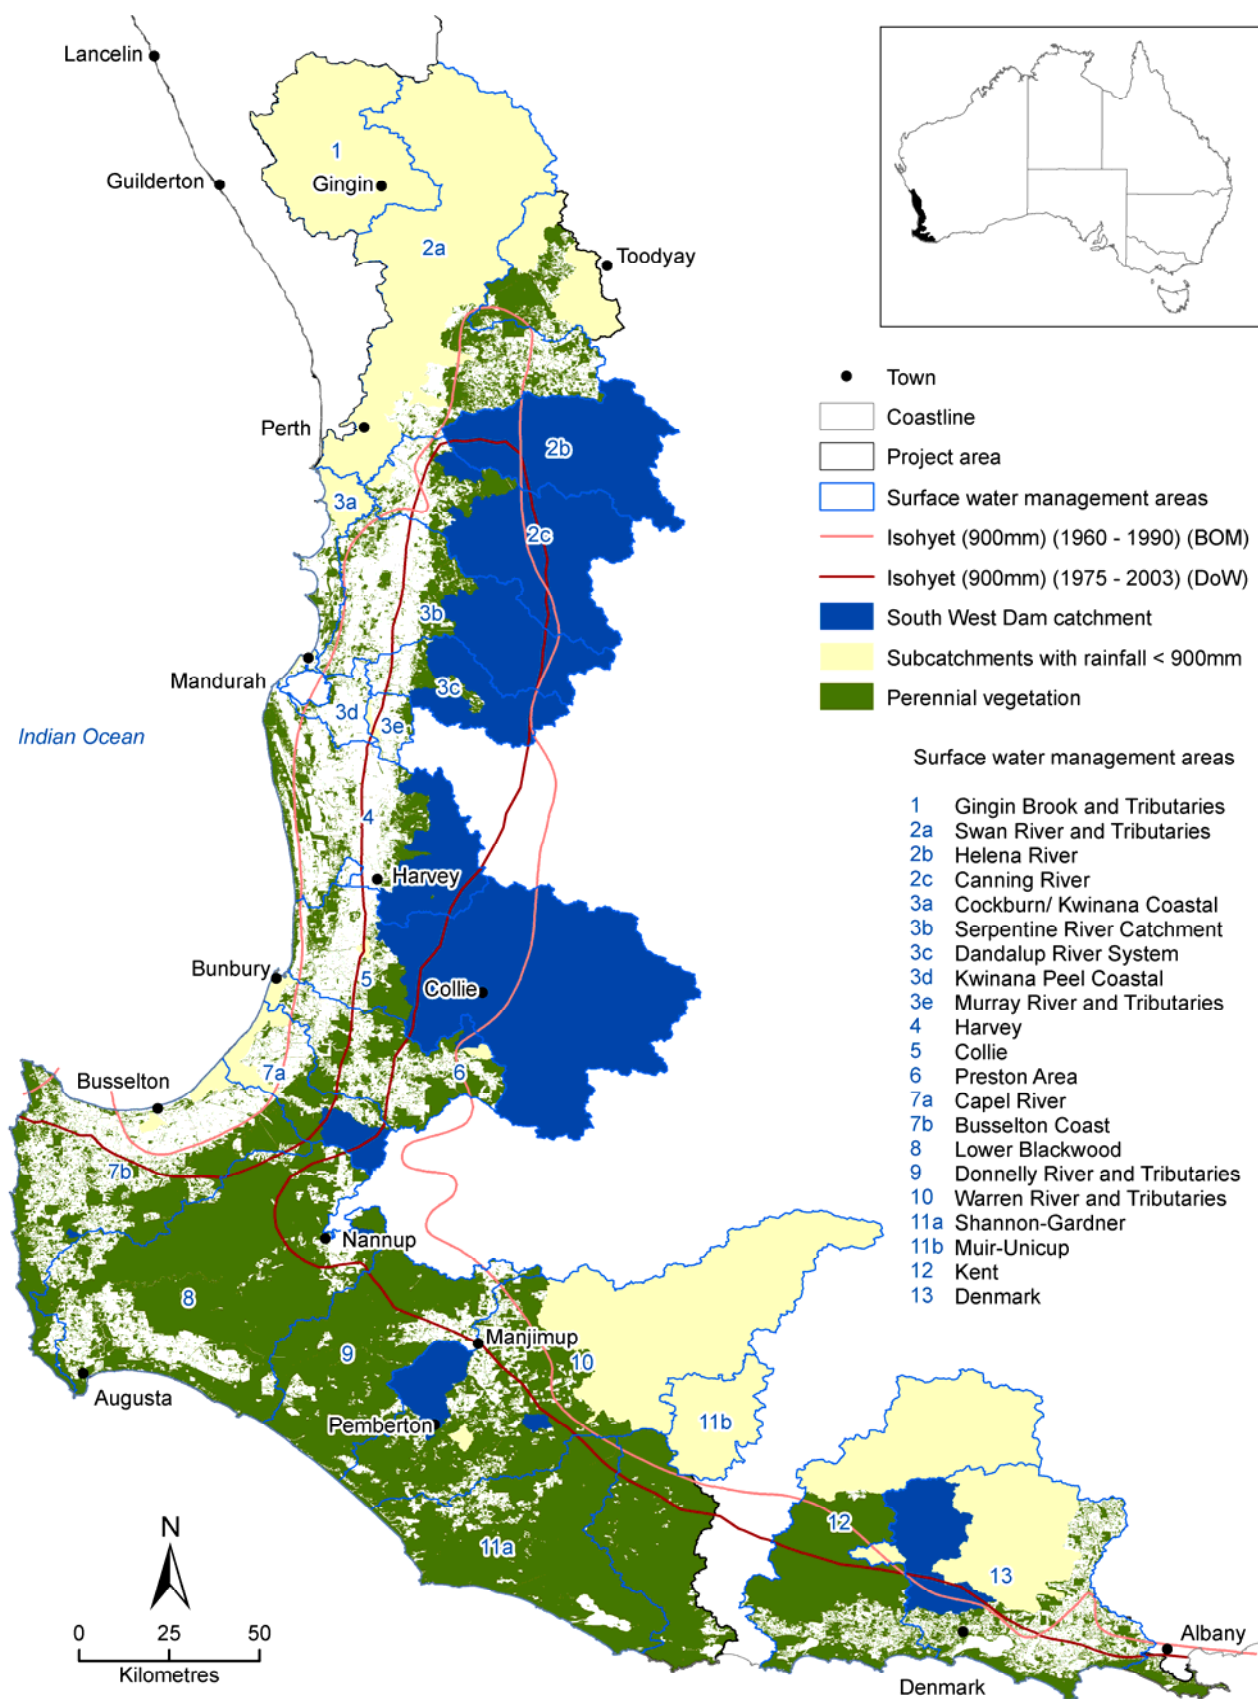 Lancelin
1
Guilderton
Gingin
2a
Toodyay
Perth
2b
3a
2c
3b
Mandurah
3c
3d
3e
Indian Ocean
4
Harvey
Bunbury
5
Collie
6
7a
Busselton
7b
Nannup
8
9
Manjimup
10
Augusta
11b
Pemberton
12
11a
13
Albany
Denmark
N
0 25 50
Kilometres
Town
Coastline
Project area
Surface water management areas
Isohyet (900mm) (1960 - 1990) (BOM)
Isohyet (900mm) (1975 - 2003) (DoW)
South West Dam catchment
Subcatchments with rainfall < 900mm
Perennial vegetation
Surface water management areas
1 Gingin Brook and Tributaries
2a Swan River and Tributaries
2b Helena River
2c Canning River
3a Cockburn/ Kwinana Coastal
3b Serpentine River Catchment
3c Dandalup River System
3d Kwinana Peel Coastal
3e Murray River and Tributaries
4 Harvey
5 Collie
6 Preston Area
7a Capel River
7b Busselton Coast
8 Lower Blackwood
9 Donnelly River and Tributaries
10 Warren River and Tributaries
11a Shannon-Gardner
11b Muir-Unicup
12 Kent
13 Denmark